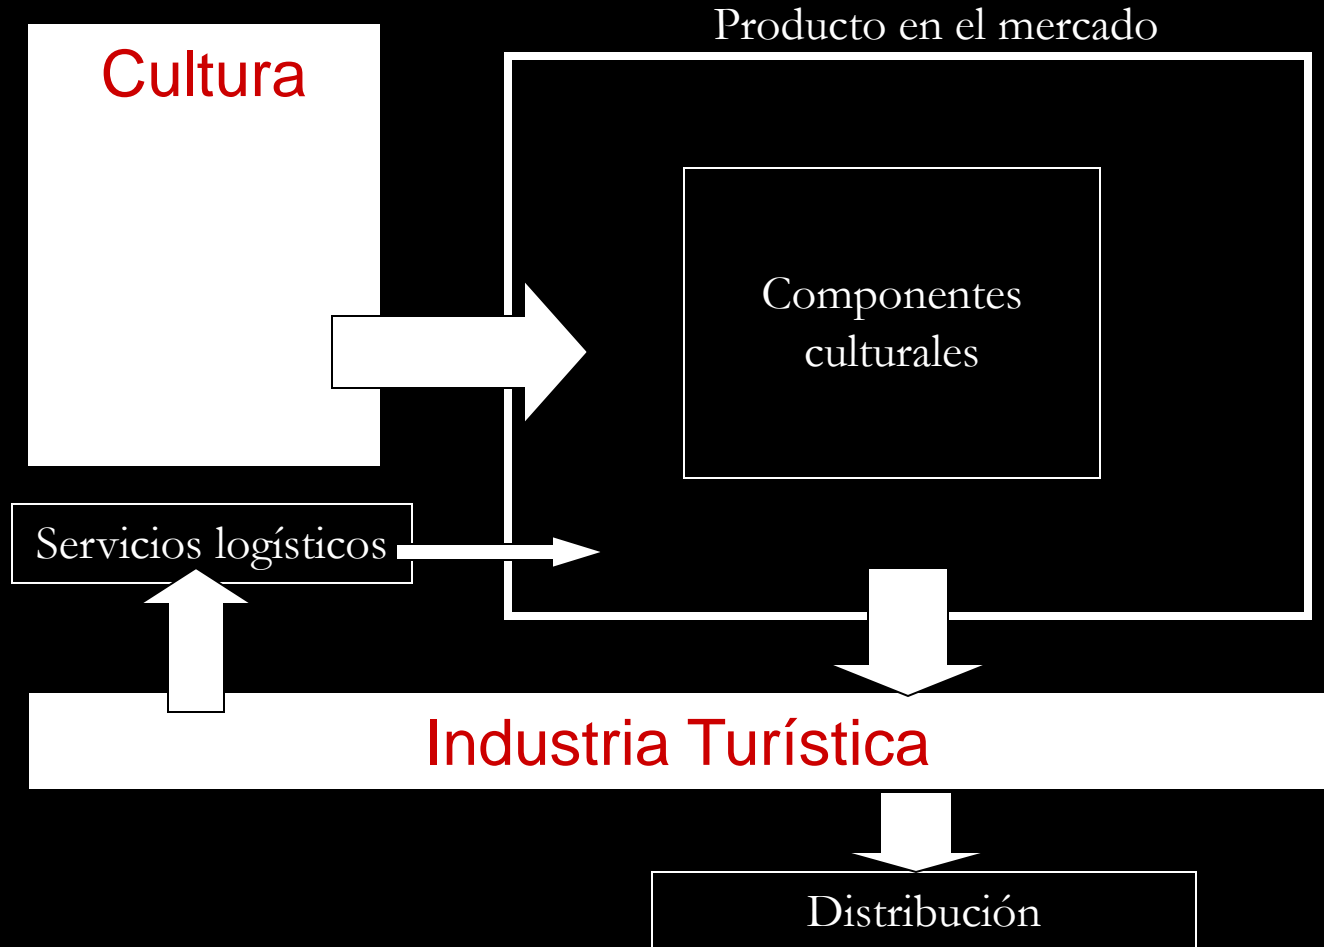 Producto en el mercado
Cultura
Componentes
culturales
Servicios logísticos
Industria Turística
Distribución